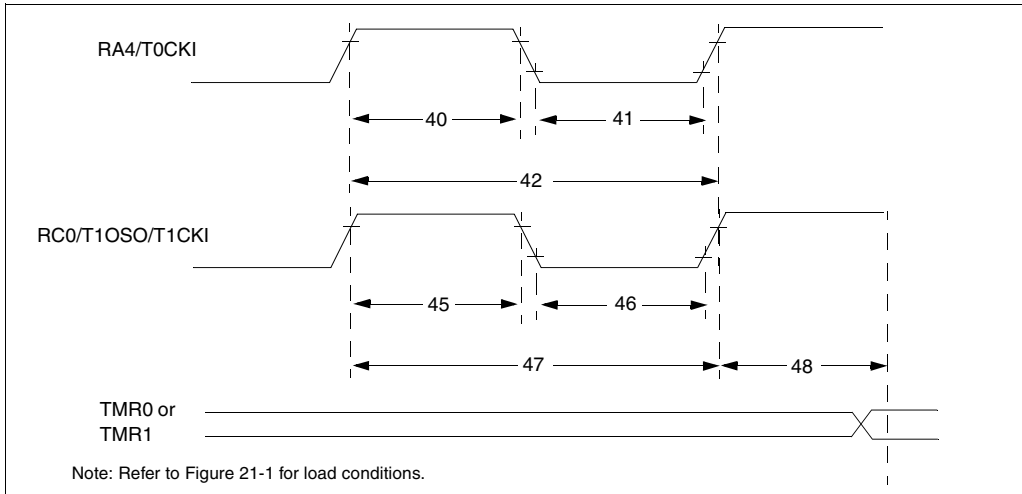 RA4/T0CKI
40
41
42
RC0/T1OSO/T1CKI
45
46
47
48
TMR0 or
TMR1
Note: Refer to Figure 21-1 for load conditions.